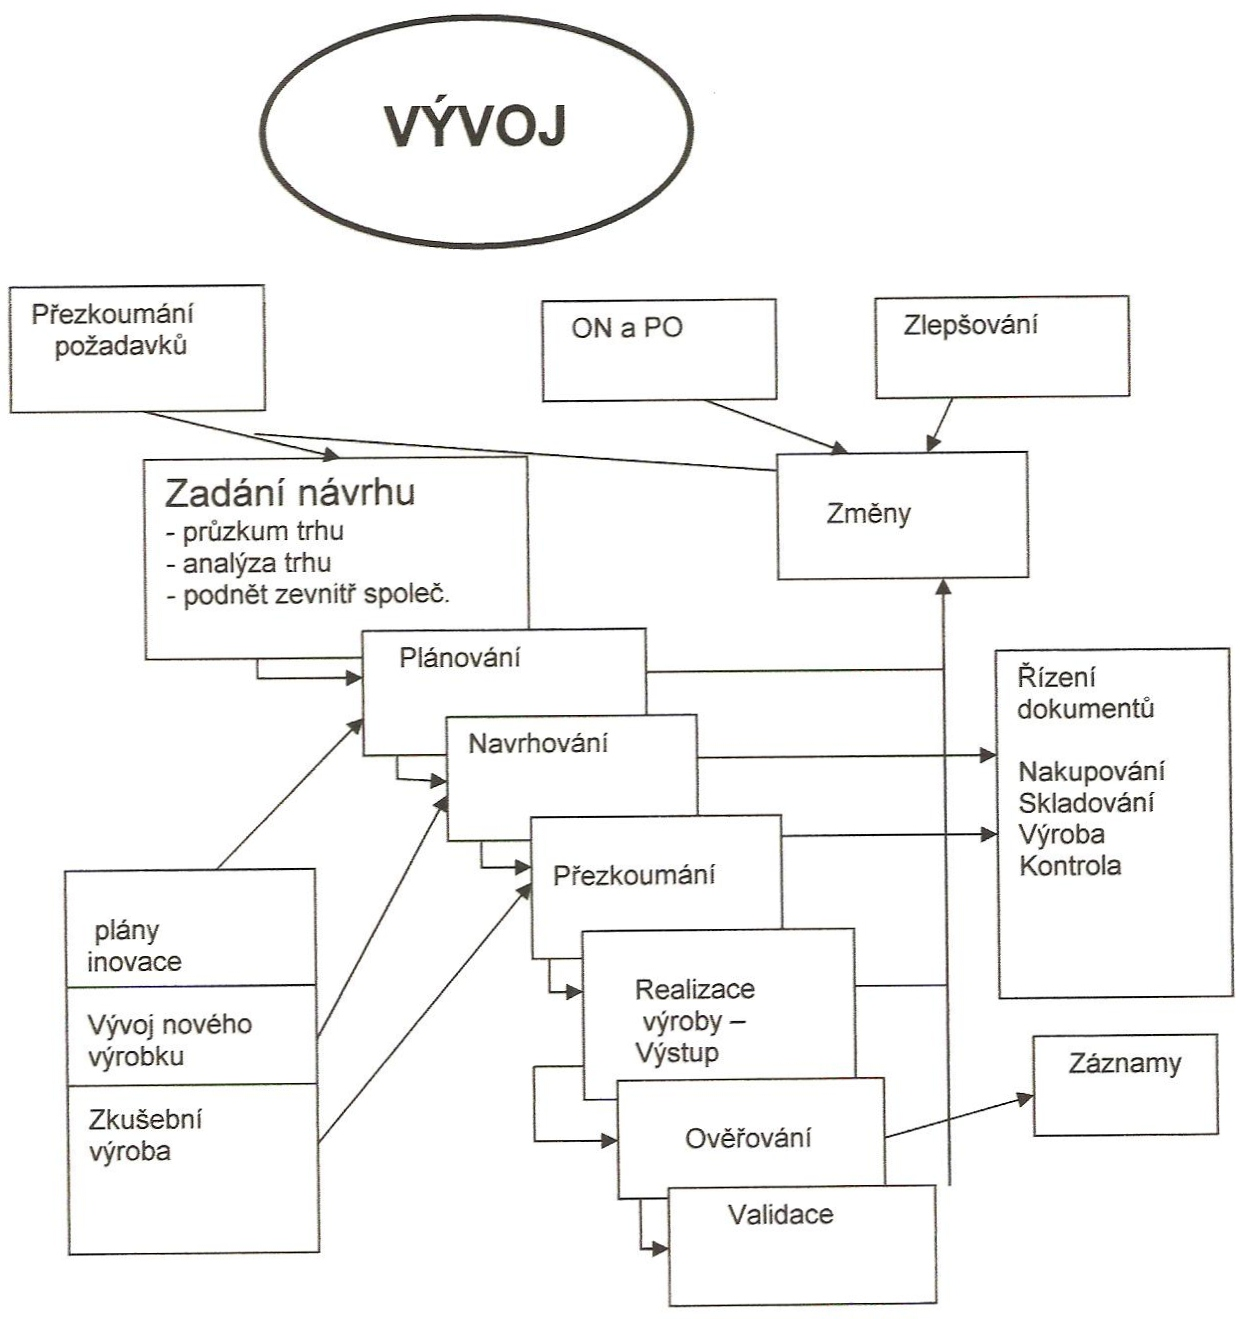 VÝVOJ
Přezkoumání
požadavků
ON a PO
Zlepšování
Zadání návrhu
- průzkum trhu
- analýza trhu
- podnět zevnitř společ.
Změny
Plánování
Navrhování
Přezkoumání
Realizace
výroby –
Výstup
Ověřování
Validace
Řízení
dokumentů
Nakupování
Skladování
Výroba
Kontrola
Záznamy
plány
inovace
Vývoj nového
výrobku
Zkušební
výroba